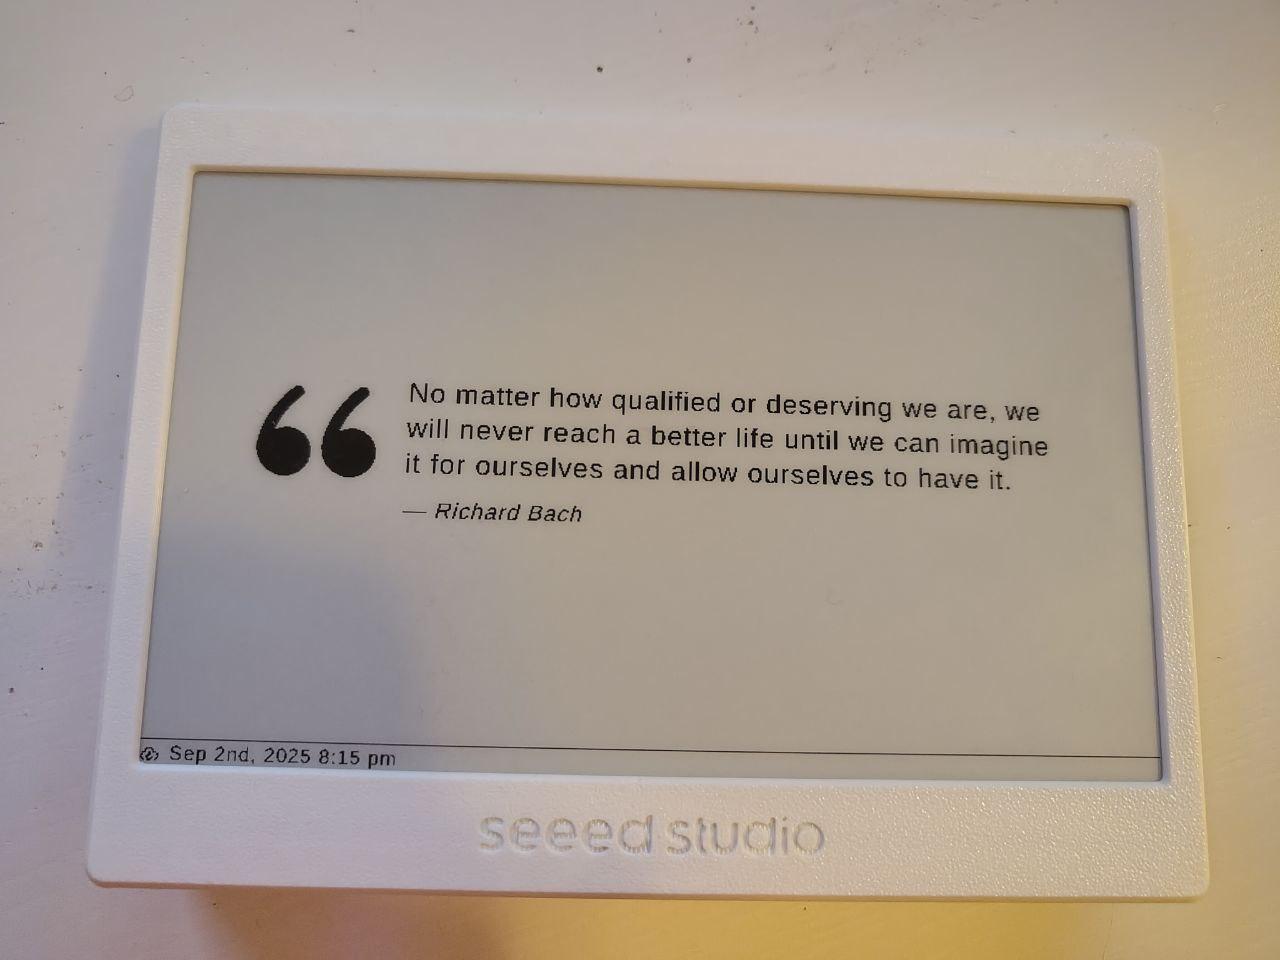 No matter how qualified or deserving we are, we
will never reach a better life until we can imagine
it for ourselves and allow ourselves to have it.
— Richard Bach
Sep 2nd, 2025 8:15 pm
seeed studio